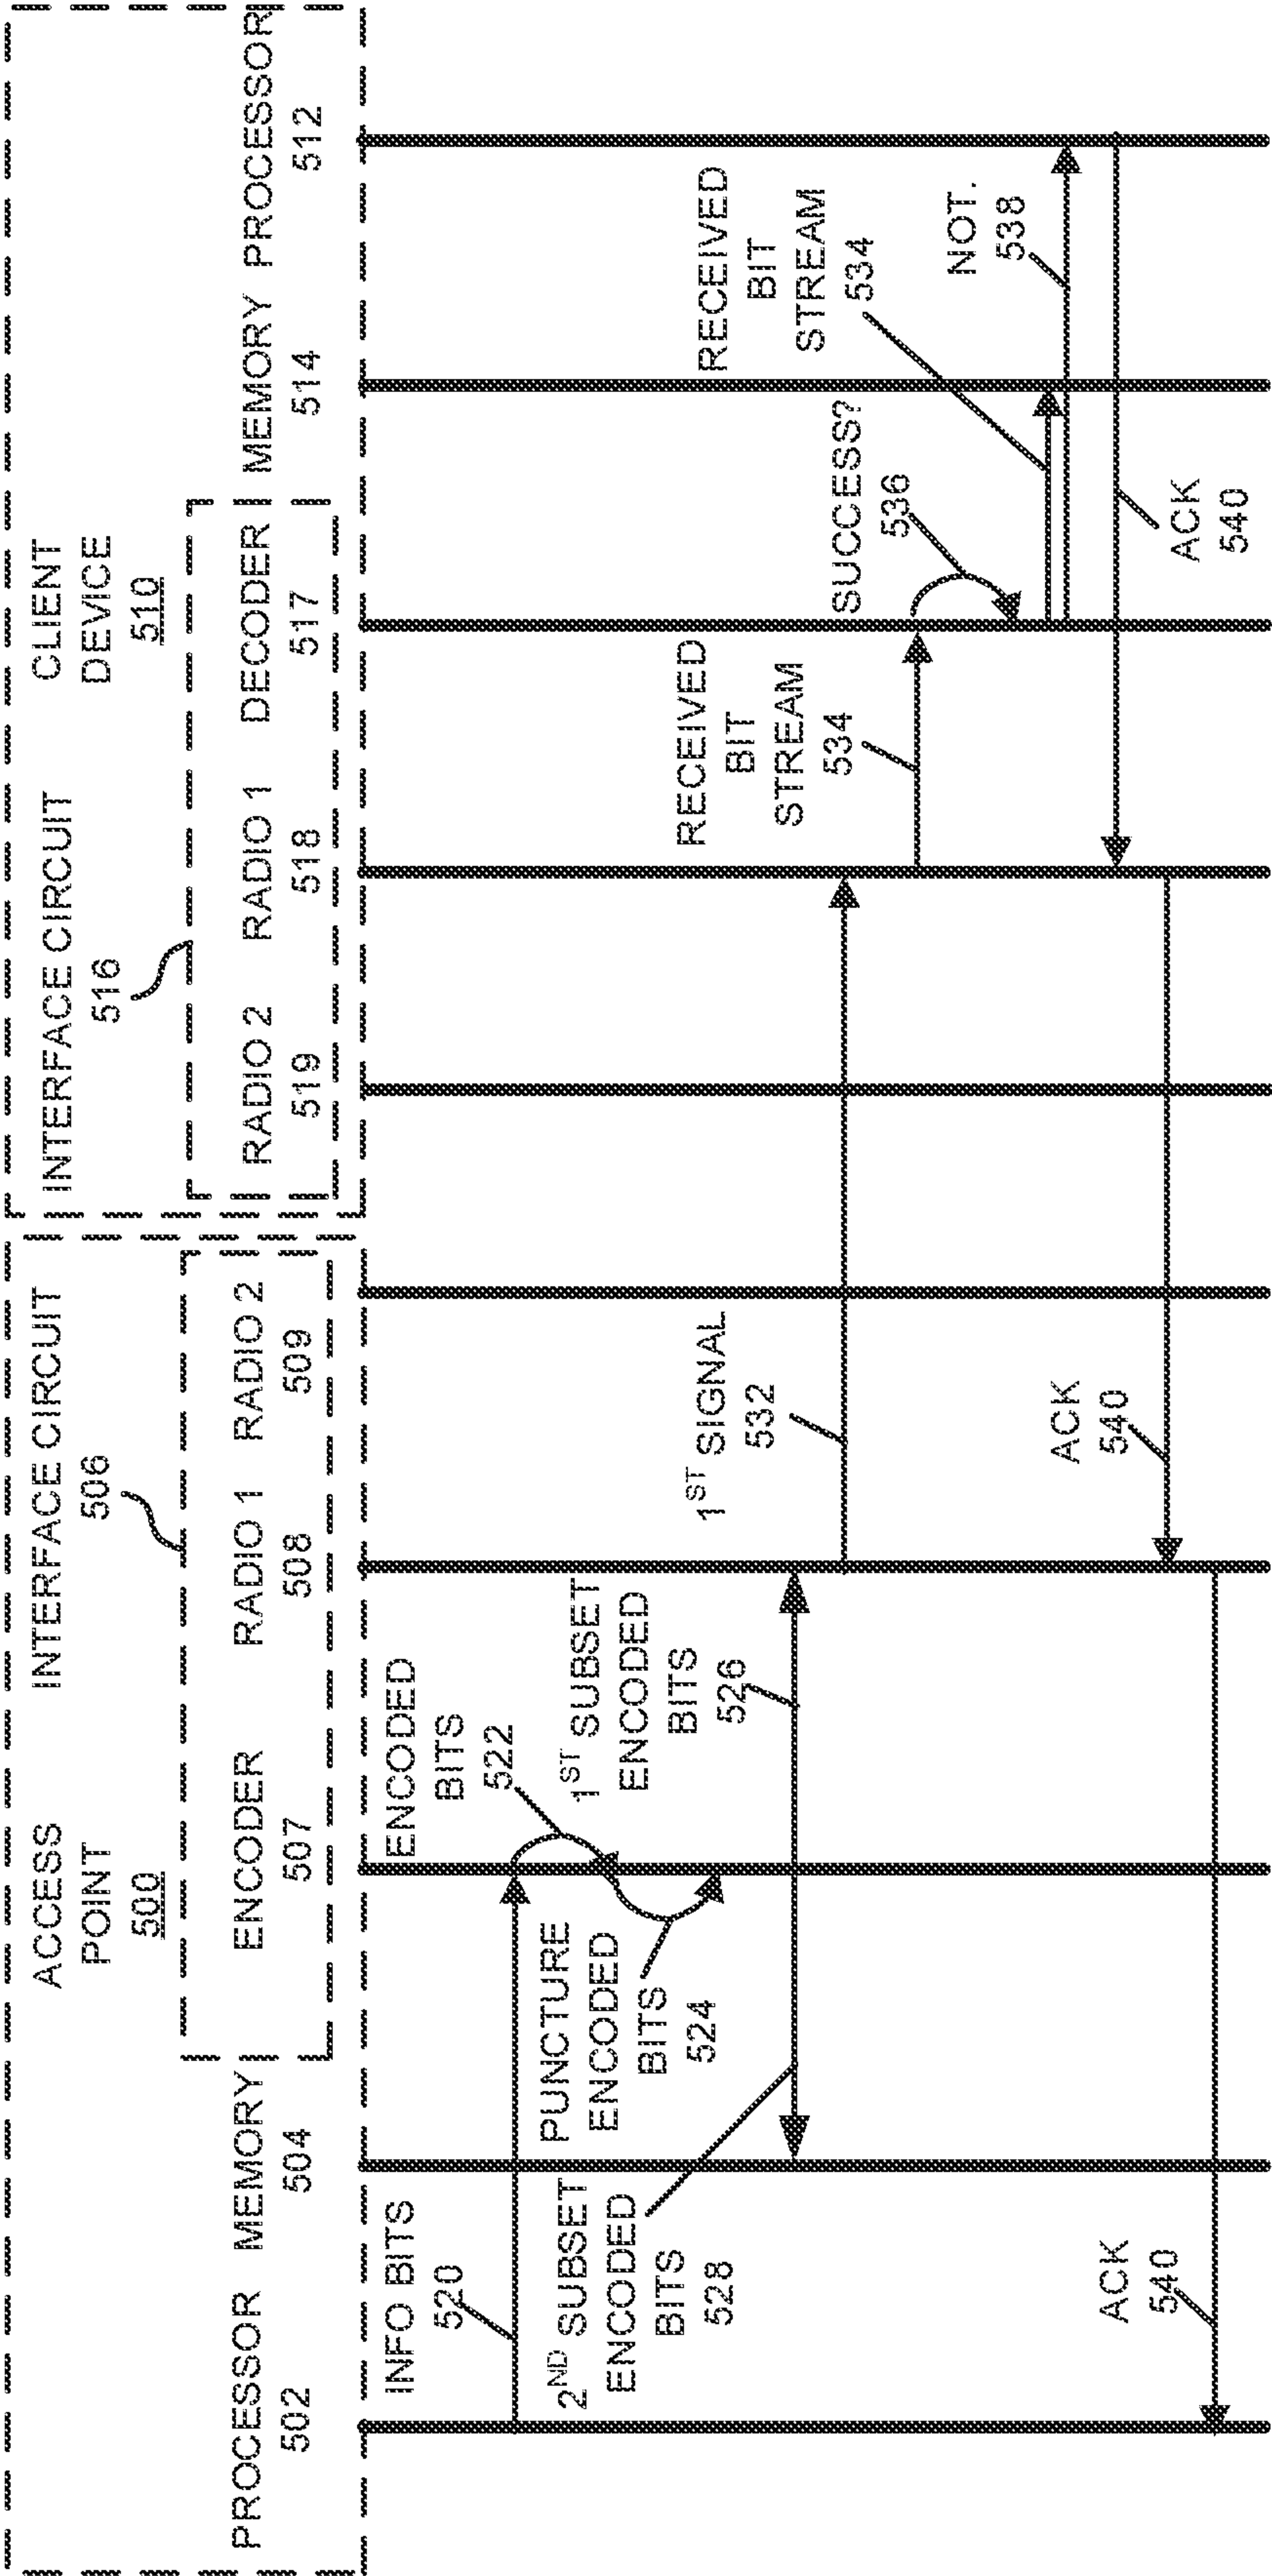 ACCESS
POINT
500
INTERFACE CIRCUIT
506
PROCESSOR
502
MEMORY
504
ENCODER
507
RADIO 1
508
RADIO 2
509
INTERFACE CIRCUIT
516
CLIENT
DEVICE
510
RADIO 2
519
RADIO 1
518
DECODER
517
MEMORY
514
PROCESSOR
512
INFO BITS
520
ENCODED
BITS
522
PUNCTURE
ENCODED
BITS
524
1ST SUBSET
ENCODED
BITS
526
2ND SUBSET
ENCODED
BITS
528
1ST SIGNAL
532
RECEIVED
BIT
STREAM
534
SUCCESS?
536
RECEIVED
BIT
STREAM
534
NOT.
538
ACK
540
ACK
540
ACK
540